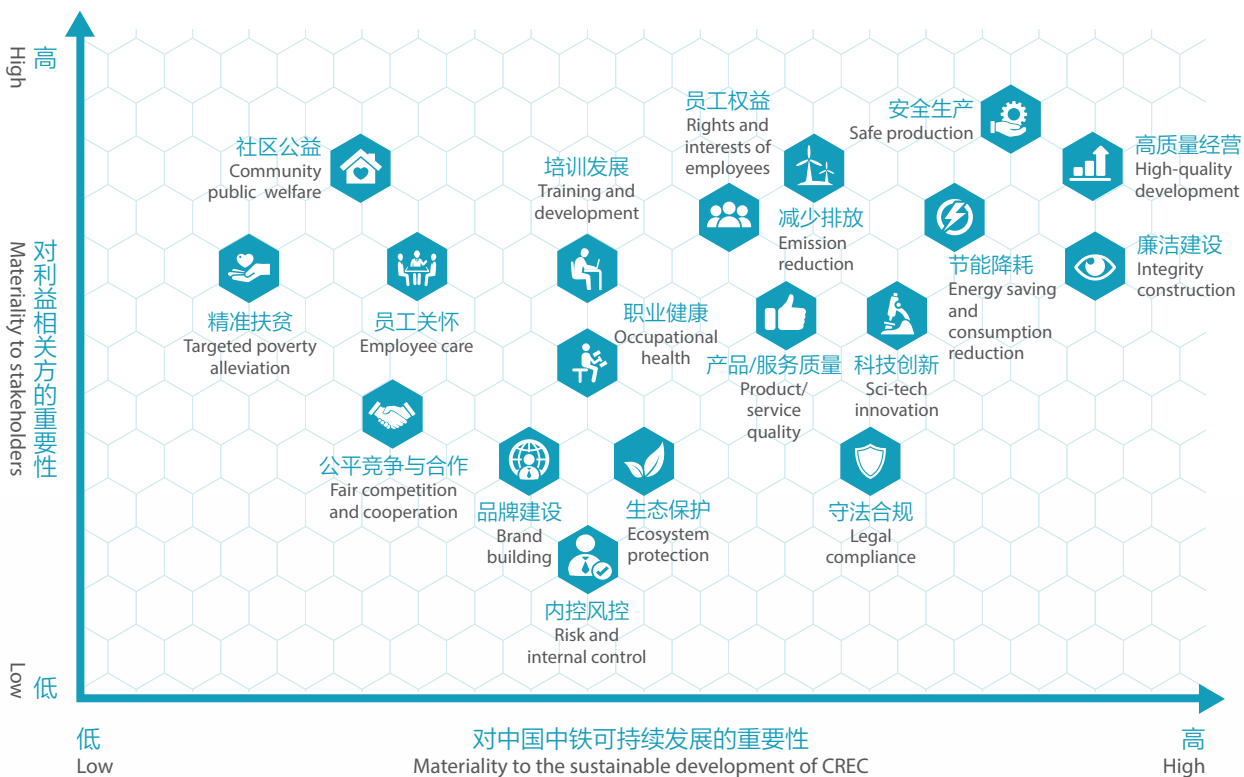 高
High
对利益相关方的重要性
Materiality to stakeholders
低
Low
社区公益
Community
public welfare
精准扶贫
Targeted poverty
alleviation
员工关怀
Employee care
公平竞争与合作
Fair competition
and cooperation
培训发展
Training and
development
职业健康
Occupational
health
品牌建设
Brand
building
生态保护
Ecosystem
protection
内控风控
Risk and
internal control
员工权益
Rights and
interests of
employees
减少排放
Emission
reduction
产品/服务质量
Product/
service
quality
科技创新
Sci-tech
innovation
守法合规
Legal
compliance
安全生产
Safe production
节能降耗
Energy saving
and
consumption
reduction
高质量经营
High-quality
development
廉洁建设
Integrity
construction
低
Low
对中国中铁可持续发展的重要性
Materiality to the sustainable development of CREC
高
High